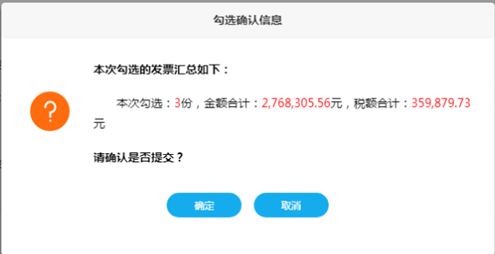 勾选确认信息
本次勾选的发票汇总如下：
本次勾选：3份，金额合计：2,768,305.56元，税额合计：359,879.73
元
请确认是否提交？
确定 取消